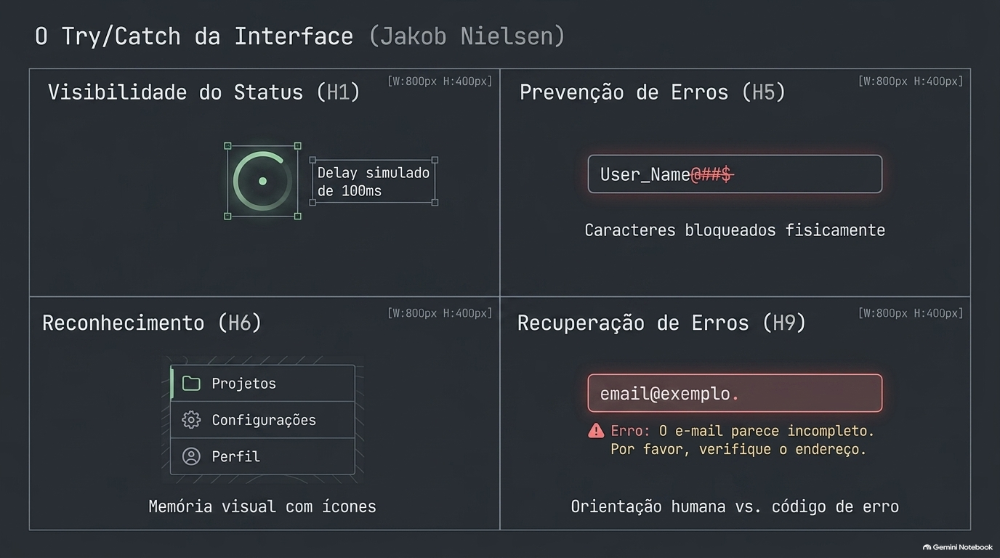 O Try/Catch da Interface (Jakob Nielsen)
Visibilidade do Status (H1)
[W:800px H:400px]
Delay simulado
de 100ms
Prevenção de Erros (H5)
[W:800px H:400px]
User_Name@##$
Caracteres bloqueados fisicamente
Reconhecimento (H6)
[W:800px H:400px]
Projetos
Configurações
Perfil
Memória visual com ícones
Recuperação de Erros (H9)
[W:800px H:400px]
email@exemplo.
Erro: O e-mail parece incompleto.
Por favor, verifique o endereço.
Orientação humana vs. código de erro
Gemini Notebook